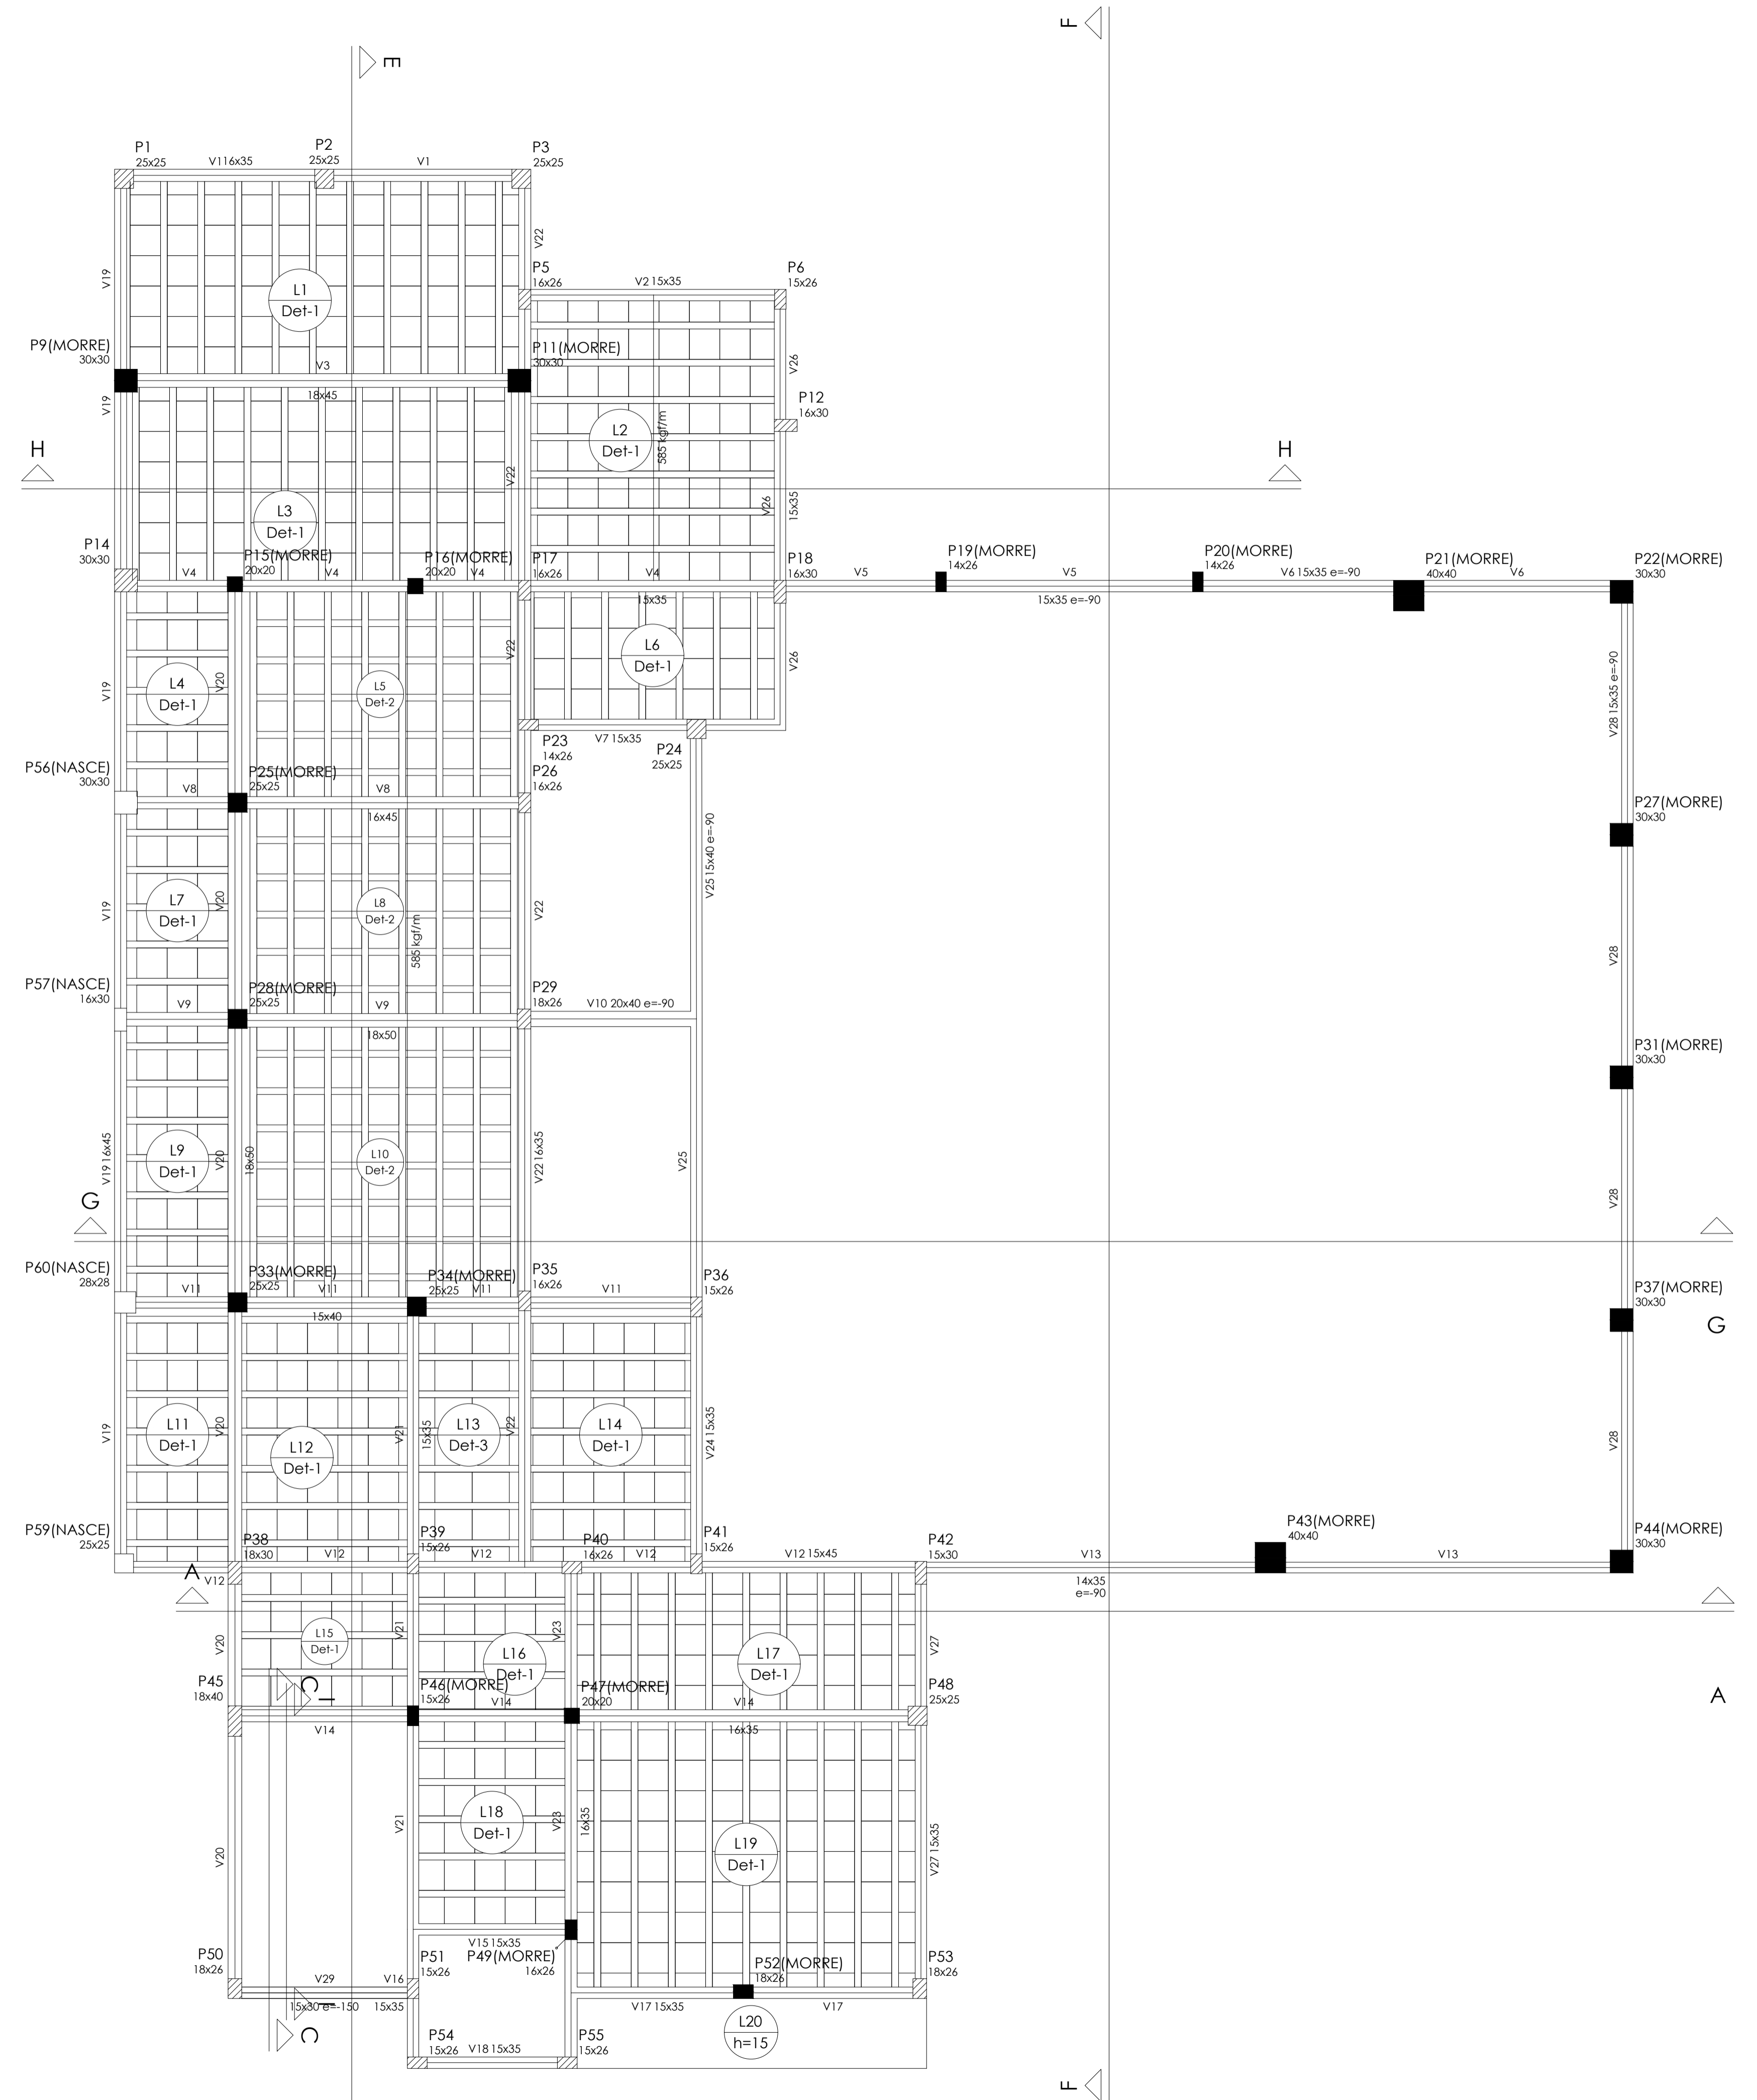 F
E
P1
25x25
V116x35
P2
25x25
V1
P3
25x25
V19
V22
P5
16x26
V2 15x35
P6
15x26
L1
Det-1
P9(MORRE)
30x30
V3
18x45
P11(MORRE)
30x30
V26
V19
P12
16x30
L2
Det-1
585 kgf/m
H
H
V22
V26
15x35
L3
Det-1
P14
30x30
V4
P15(MORRE)
20x20
V4
P16(MORRE)
20x20
V4
P17
16x26
V4
15x35
P18
16x30
V5
P19(MORRE)
14x26
V5
15x35 e=-90
P20(MORRE)
14x26
V6 15x35 e=-90
P21(MORRE)
40x40
V6
P22(MORRE)
30x30
V19
L4
Det-1
V20
L5
Det-2
V22
L6
Det-1
V26
V28 15x35 e=-90
P23
14x26
V7 15x35
P24
25x25
P56(NASCE)
30x30
V8
P25(MORRE)
25x25
V8
16x45
P26
16x26
V25 15x40 e=-90
P27(MORRE)
30x30
V19
L7
Det-1
V20
L8
Det-2
585 kgf/m
V22
V28
P57(NASCE)
16x30
V9
P28(MORRE)
25x25
V9
18x50
P29
18x26
V10 20x40 e=-90
P31(MORRE)
30x30
V19 16x45
L9
Det-1
V20
18x50
L10
Det-2
V22 16x35
V25
V28
G
P60(NASCE)
28x28
V11
P33(MORRE)
25x25
V11
15x40
P34(MORRE)
25x25
V11
P35
16x26
V11
P36
15x26
P37(MORRE)
30x30
G
V19
L11
Det-1
V20
L12
Det-1
V21
15x35
L13
Det-3
V22
L14
Det-1
V24 15x35
V28
P59(NASCE)
25x25
P38
18x30
V12
P39
15x26
V12
P40
16x26
V12
P41
15x26
V12 15x45
P42
15x30
V13
14x35
e=-90
P43(MORRE)
40x40
V13
P44(MORRE)
30x30
A
V12
V20
L15
Det-1
V21
L16
Det-1
V23
L17
Det-1
V27
P45
18x40
C
I
V14
P46(MORRE)
15x26
V14
P47(MORRE)
20x20
V14
16x35
P48
25x25
A
V20
V21
L18
Det-1
V23
16x35
L19
Det-1
V27 15x35
P50
18x26
V29
15x30 e=-150
V16
15x35
P51
15x26
V15 15x35
P49(MORRE)
16x26
P52(MORRE)
18x26
P53
18x26
V17 15x35
V17
I
C
L20
h=15
P54
15x26
V18 15x35
P55
15x26
F